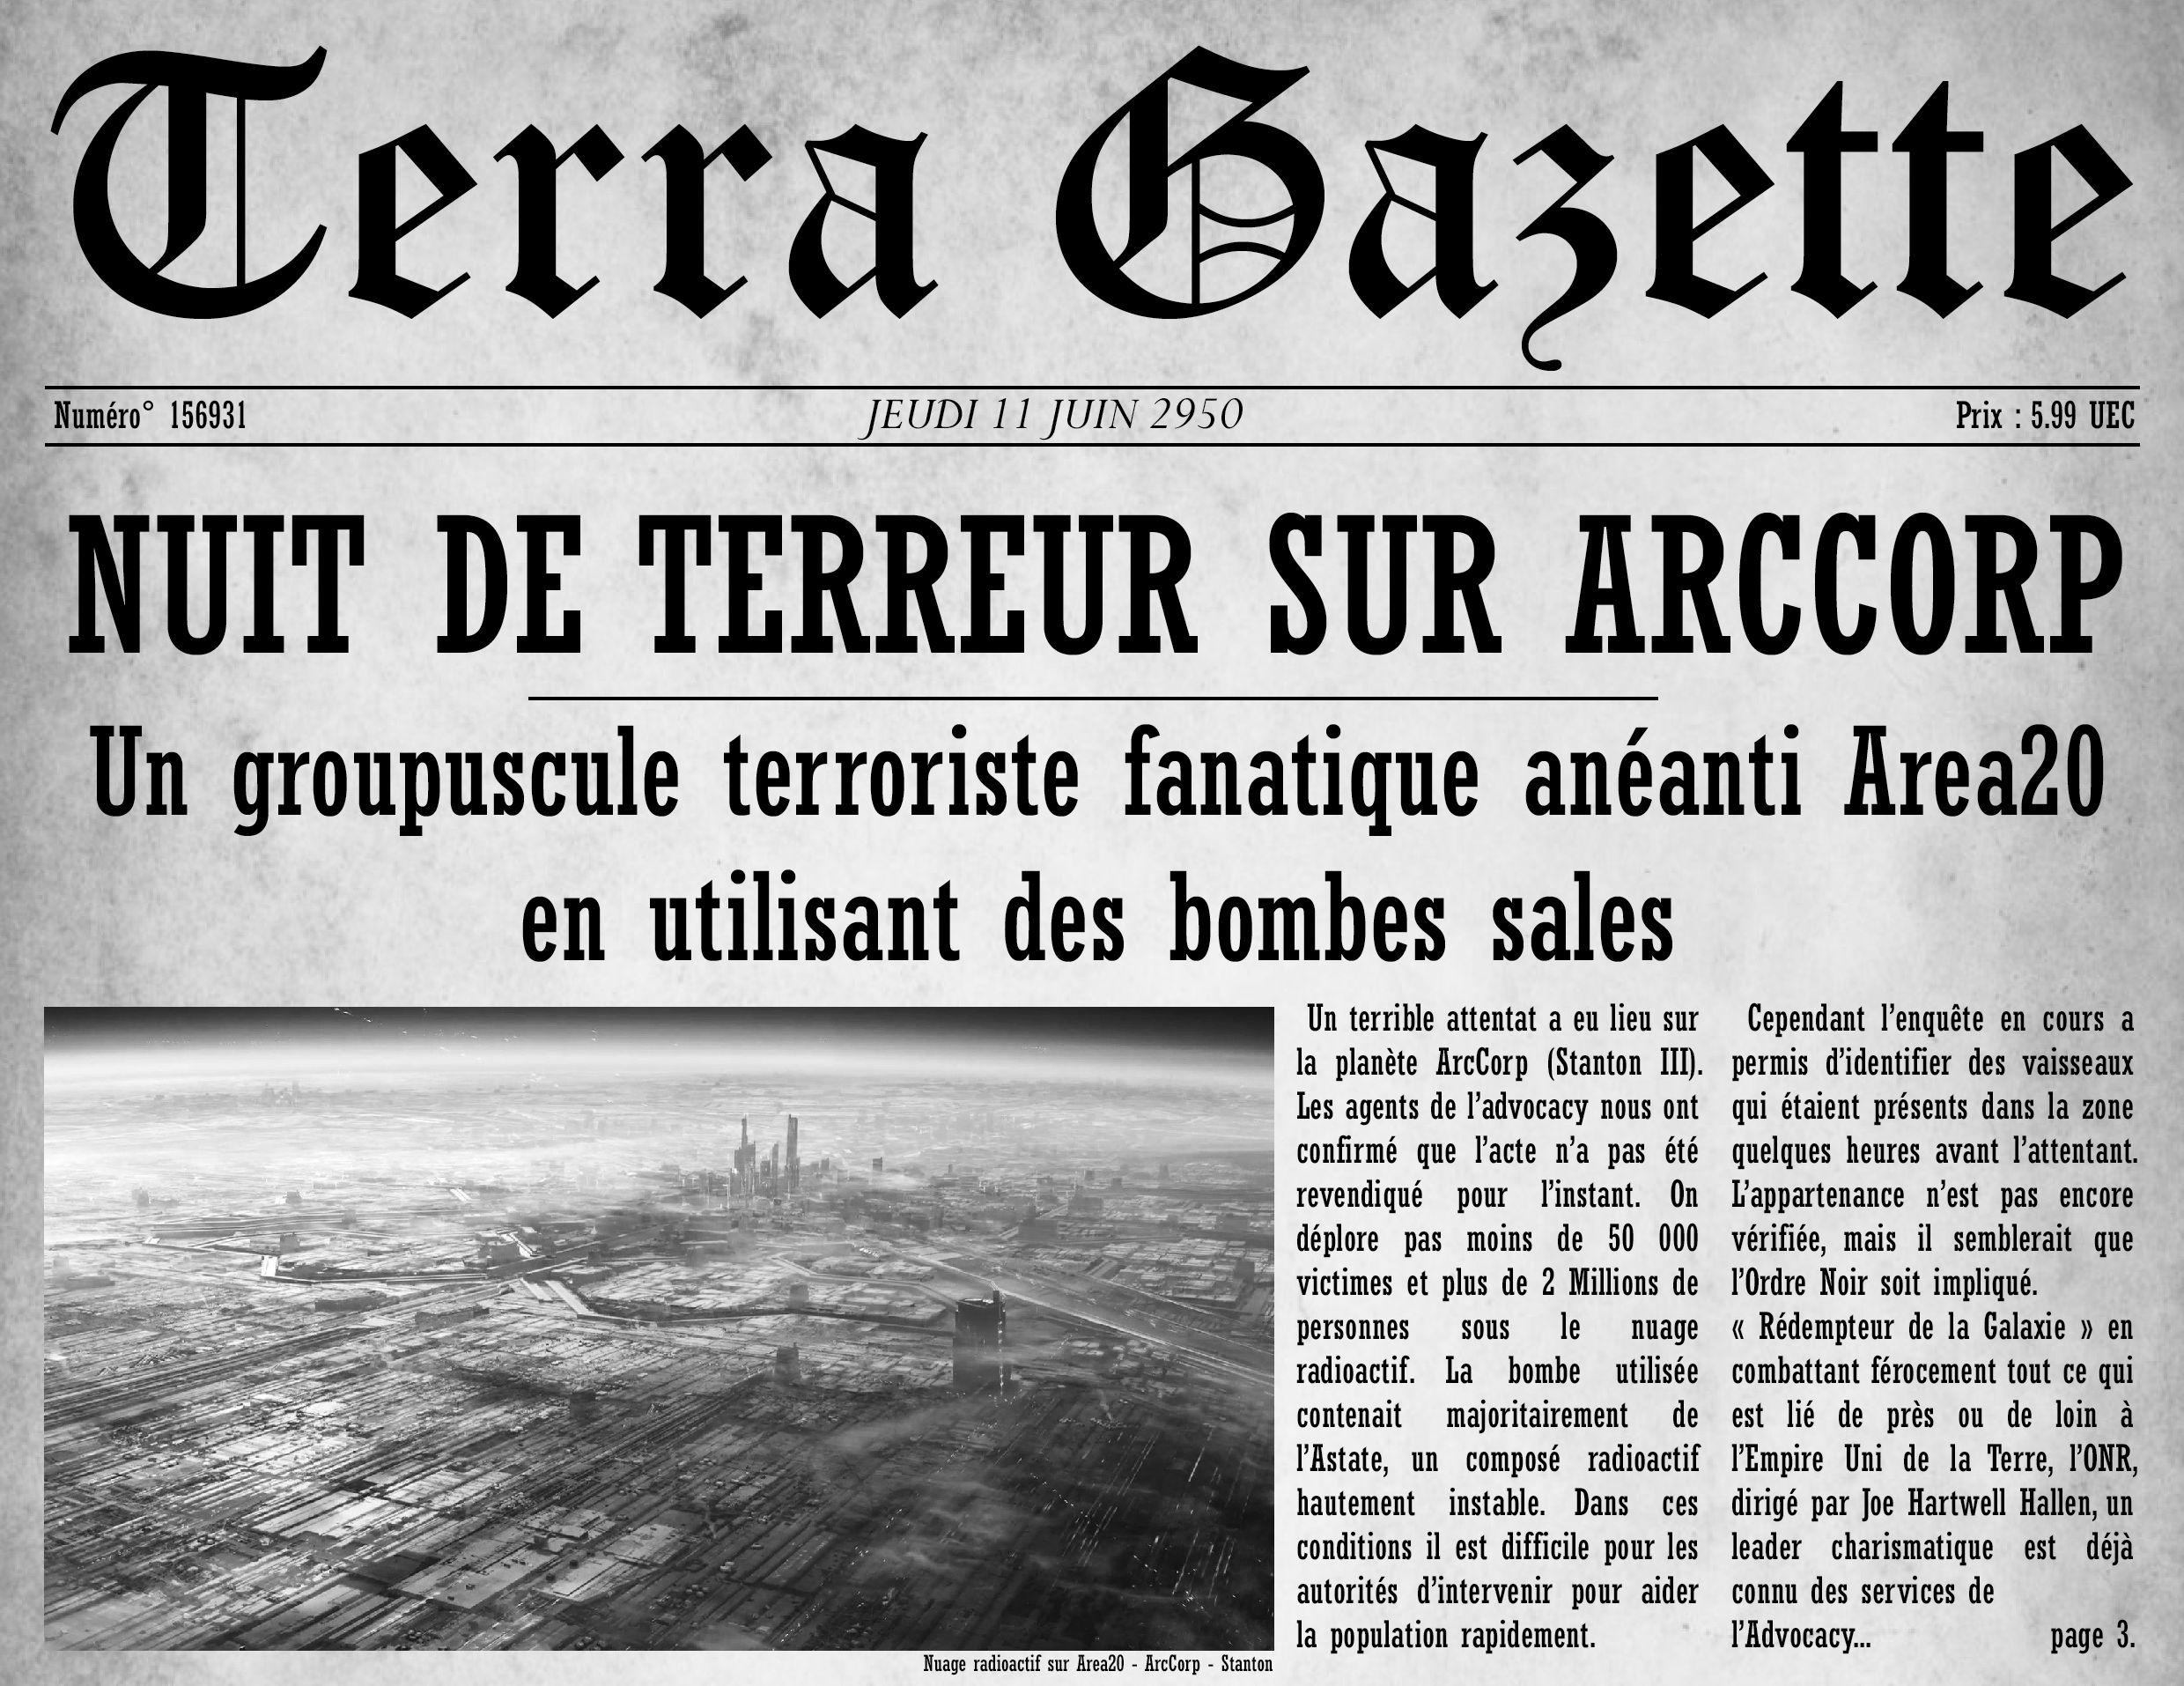 Terra Gazette
Numéro° 156931
JEUDI 11 JUIN 2950
Prix : 5.99 UEC
NUIT DE TERREUR SUR ARCCORP
Un groupuscule terroriste fanatique anéanti Area20
en utilisant des bombes sales
Un terrible attentat a eu lieu sur
la planète ArcCorp (Stanton III).
Les agents de l'advocacy nous ont
confirmé que l'acte n'a pas été
revendiqué pour l'instant. On
déplore pas moins de 50 000
victimes et plus de 2 Millions de
personnes sous le nuage
radioactif. La bombe utilisée
contenait majoritairement de
l'Astate, un composé radioactif
hautement instable. Dans ces
conditions il est difficile pour les
autorités d'intervenir pour aider
la population rapidement.
Cependant l'enquête en cours a
permis d'identifier des vaisseaux
qui étaient présents dans la zone
quelques heures avant l'attentant.
L'appartenance n'est pas encore
vérifiée, mais il semblerait que
l'Ordre Noir soit impliqué.
« Rédempteur de la Galaxie » en
combattant férocement tout ce qui
est lié de près ou de loin à
l'Empire Uni de la Terre, l'ONR,
dirigé par Joe Hartwell Hallen, un
leader charismatique est déjà
connu des services de
l'Advocacy... page 3.
Nuage radioactif sur Area20 - ArcCorp - Stanton